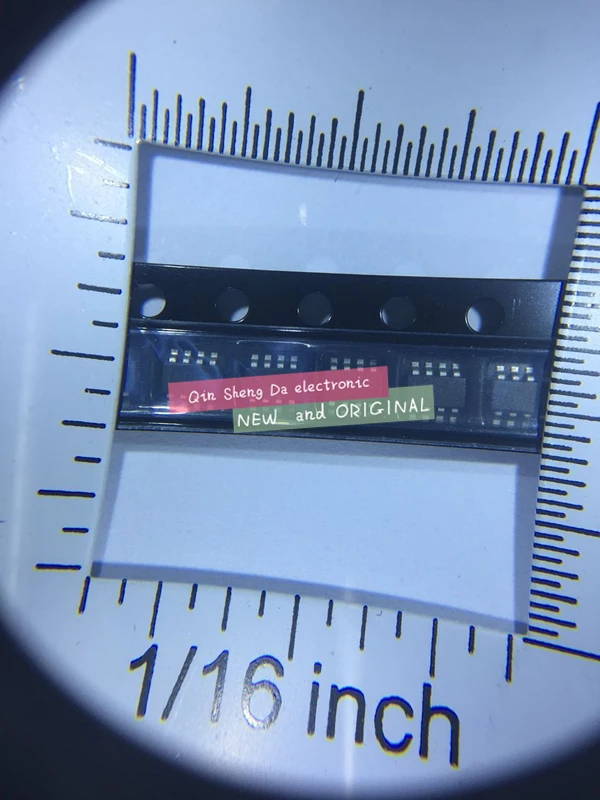 Qin Sheng Da electronic
NEW and ORIGINAL
1/16 inch